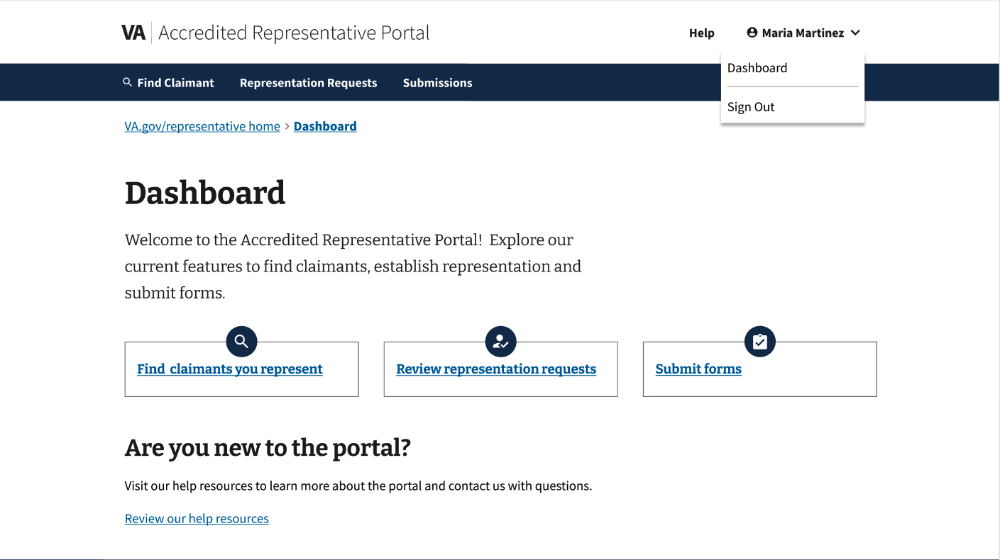 VA Accredited Representative Portal
Help
Maria Martinez
Dashboard
Sign Out
Find Claimant
Representation Requests
Submissions
VA.gov/representative home > Dashboard
Dashboard
Welcome to the Accredited Representative Portal!  Explore our
current features to find claimants, establish representation and
submit forms.
Find  claimants you represent
Review representation requests
Submit forms
Are you new to the portal?
Visit our help resources to learn more about the portal and contact us with questions.
Review our help resources